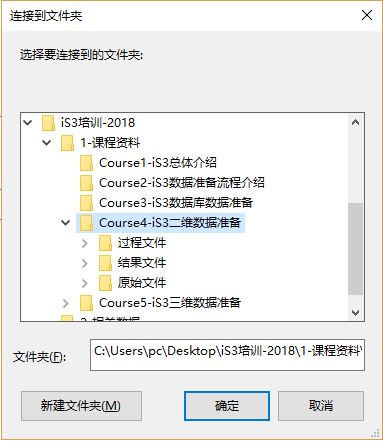 连接到文件夹
选择要连接到的文件夹:
iS3培训-2018
1-课程资料
Course1-iS3总体介绍
Course2-iS3数据准备流程介绍
Course3-iS3数据库数据准备
Course4-iS3二维数据准备
过程文件
结果文件
原始文件
Course5-iS3三维数据准备
文件夹(F):
C:\Users\pc\Desktop\iS3培训-2018\1-课程资料\
新建文件夹(M)
确定
取消